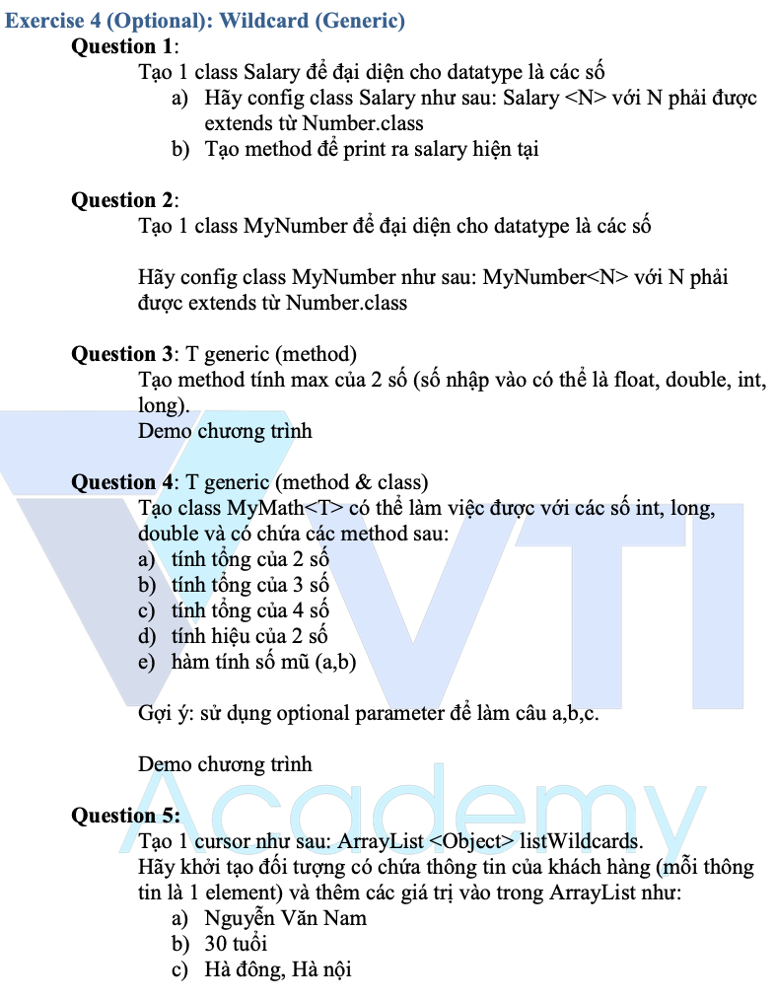 Exercise 4 (Optional): Wildcard (Generic)
Question 1:
Tạo 1 class Salary để đại diện cho datatype là các số
a) Hãy config class Salary như sau: Salary <N> với N phải được
extends từ Number.class
b) Tạo method để print ra salary hiện tại
Question 2:
Tạo 1 class MyNumber để đại diện cho datatype là các số
Hãy config class MyNumber như sau: MyNumber<N> với N phải
được extends từ Number.class
Question 3: T generic (method)
Tạo method tính max của 2 số (số nhập vào có thể là float, double, int,
long).
Demo chương trình
Question 4: T generic (method & class)
Tạo class MyMath<T> có thể làm việc được với các số int, long,
double và có chứa các method sau:
a) tính tổng của 2 số
b) tính tổng của 3 số
c) tính tổng của 4 số
d) tính hiệu của 2 số
e) hàm tính số mũ (a,b)
Gợi ý: sử dụng optional parameter để làm câu a,b,c.
Demo chương trình
Question 5:
Tạo 1 cursor như sau: ArrayList <Object> listWildcards.
Hãy khởi tạo đối tượng có chứa thông tin của khách hàng (mỗi thông
tin là 1 element) và thêm các giá trị vào trong ArrayList như:
a) Nguyễn Văn Nam
b) 30 tuổi
c) Hà đông, Hà nội
VTI
Academy